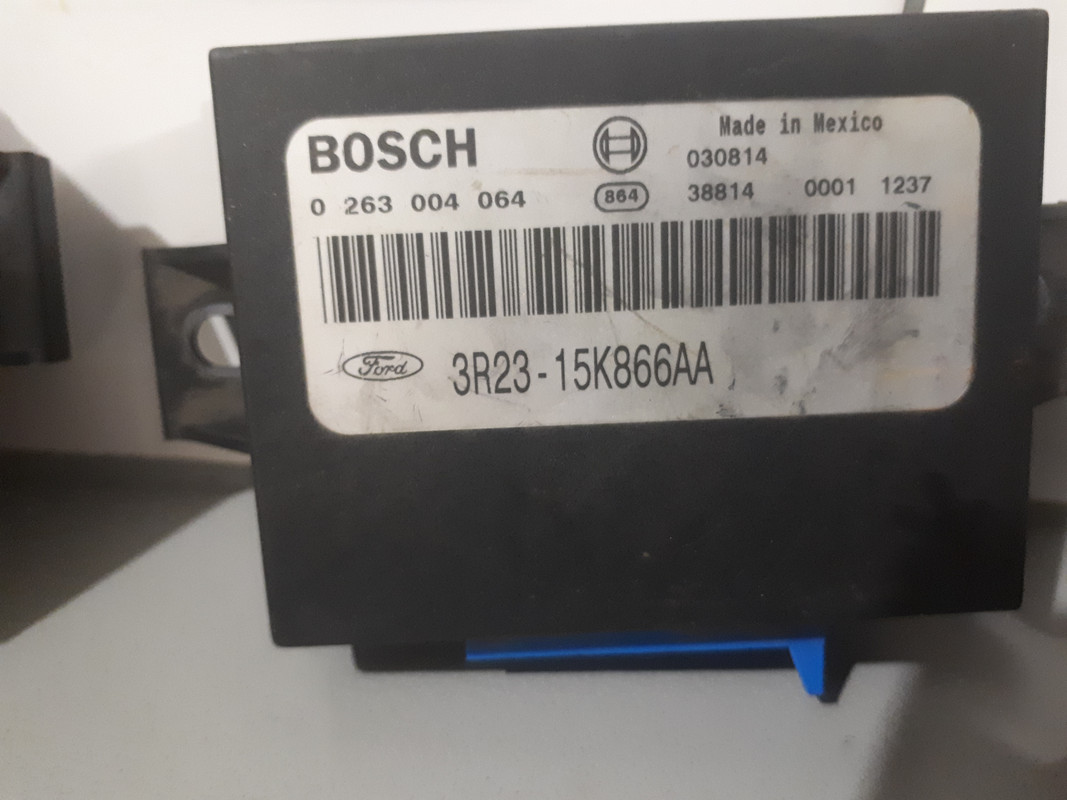 BOSCH
Made in Mexico
030814
0 263 004 064
864
38814 0001 1237
Ford
3R23-15K866AA